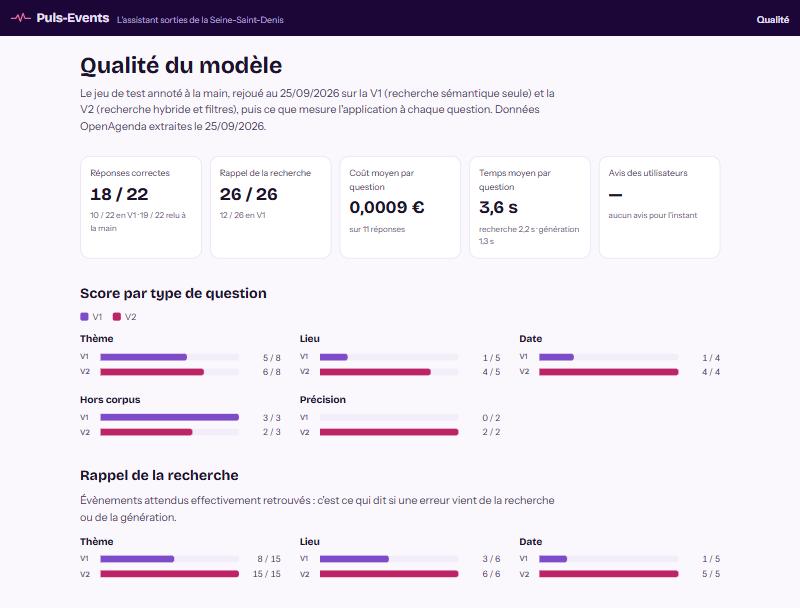 Puls-Events L'assistant sorties de la Seine-Saint-Denis Qualité
Qualité du modèle
Le jeu de test annoté à la main, rejoué au 25/09/2026 sur la V1 (recherche sémantique seule) et la
V2 (recherche hybride et filtres), puis ce que mesure l'application à chaque question. Données
OpenAgenda extraites le 25/09/2026.
Réponses correctes
18 / 22
10 / 22 en V1 · 19 / 22 relu à
la main
Rappel de la recherche
26 / 26
12 / 26 en V1
Coût moyen par
question
0,0009 €
sur 11 réponses
Temps moyen par
question
3,6 s
recherche 2,2 s · génération
1,3 s
Avis des utilisateurs
—
aucun avis pour l'instant
Score par type de question
V1 V2
Thème
V1 5 / 8
V2 6 / 8
Lieu
V1 1 / 5
V2 4 / 5
Date
V1 1 / 4
V2 4 / 4
Hors corpus
V1 3 / 3
V2 2 / 3
Précision
V1 0 / 2
V2 2 / 2
Rappel de la recherche
Évènements attendus effectivement retrouvés : c'est ce qui dit si une erreur vient de la recherche
ou de la génération.
Thème
V1 8 / 15
V2 15 / 15
Lieu
V1 3 / 6
V2 6 / 6
Date
V1 1 / 5
V2 5 / 5